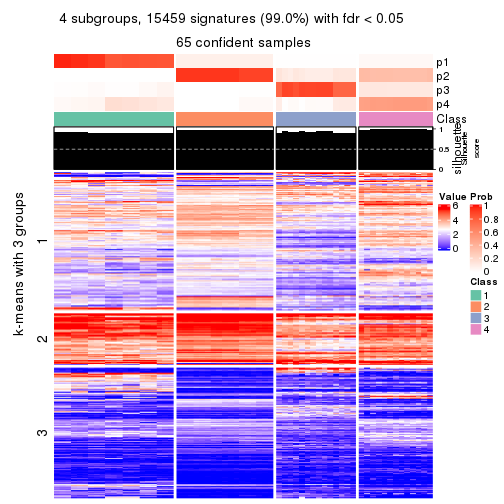 4 subgroups, 15459 signatures (99.0%) with fdr < 0.05
65 confident samples
p1
p2
p3
p4
Class
silhouette
1
0.5
0
Silhouette
score
k-means with 3 groups
1
2
3
Value
6
4
2
0
Prob
1
0.8
0.6
0.4
0.2
0
Class
1
2
3
4